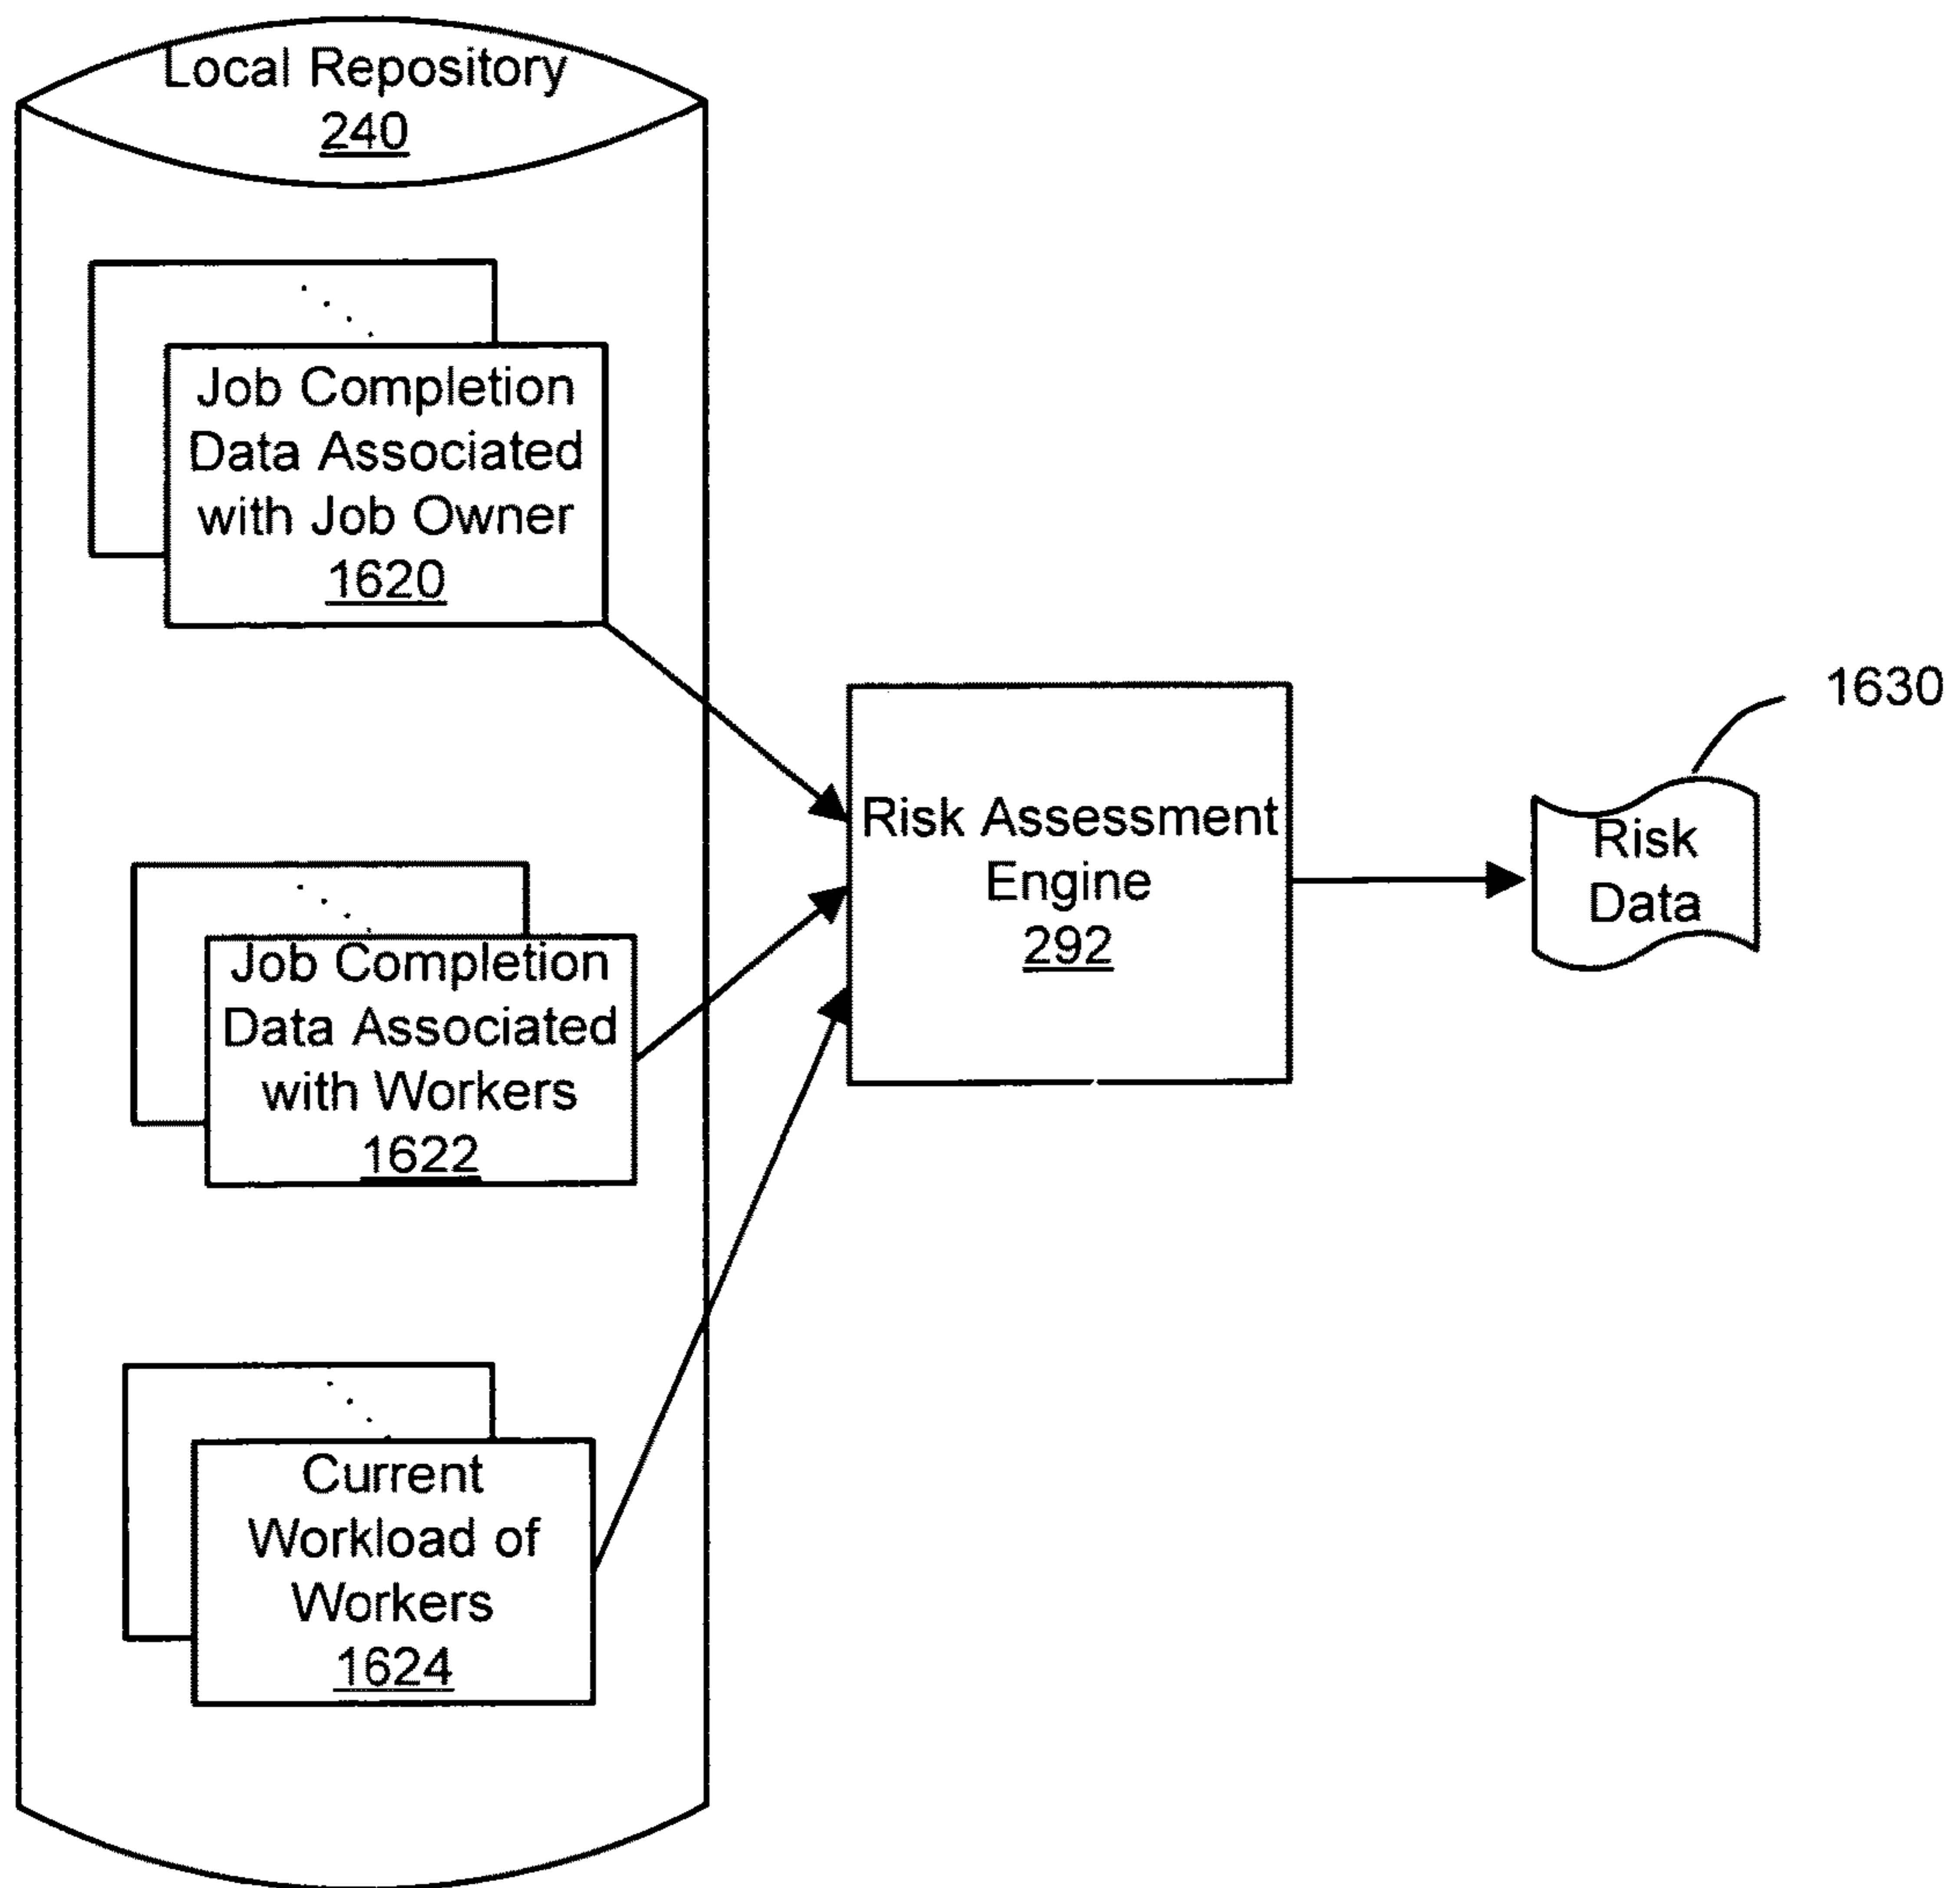 Local Repository
240
Job Completion
Data Associated
with Job Owner
1620
Job Completion
Data Associated
with Workers
1622
Current
Workload of
Workers
1624
Risk Assessment
Engine
292
1630
Risk
Data